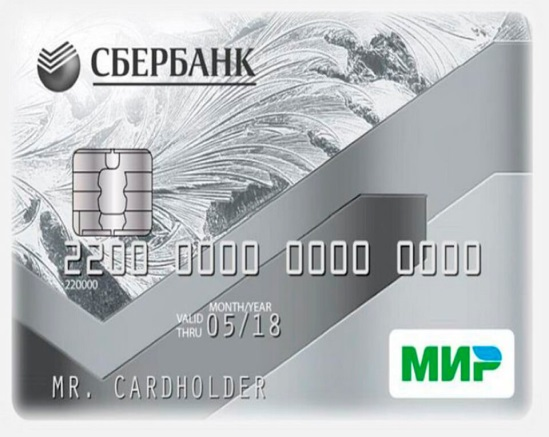 СБЕРБАНК
2200 0000 0000 0000
220000
MONTH/YEAR
VALID THRU 05/18
MR. CARDHOLDER
МИР